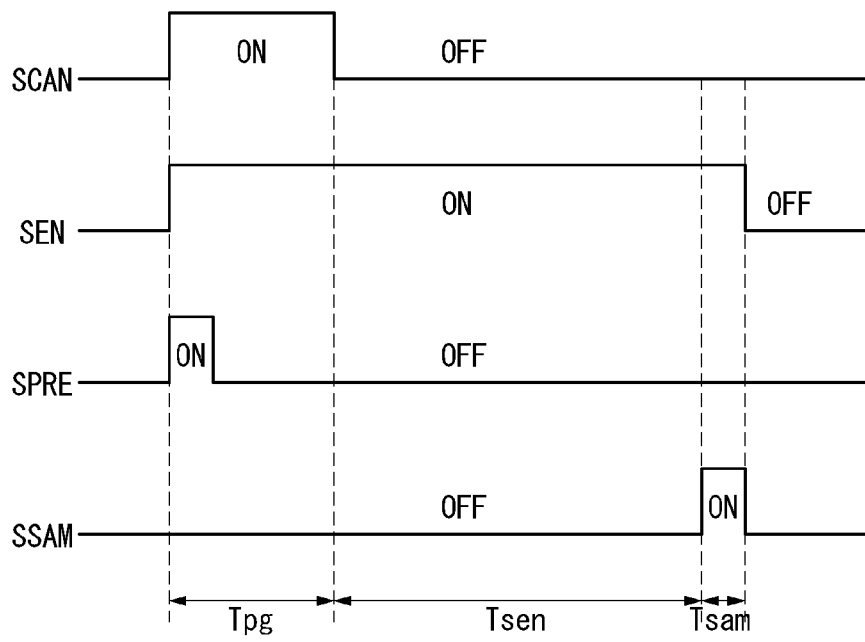 ON OFF
SCAN
ON OFF
SEN
ON OFF
SPRE
OFF ON
SSAM
Tpg Tsen Tsam